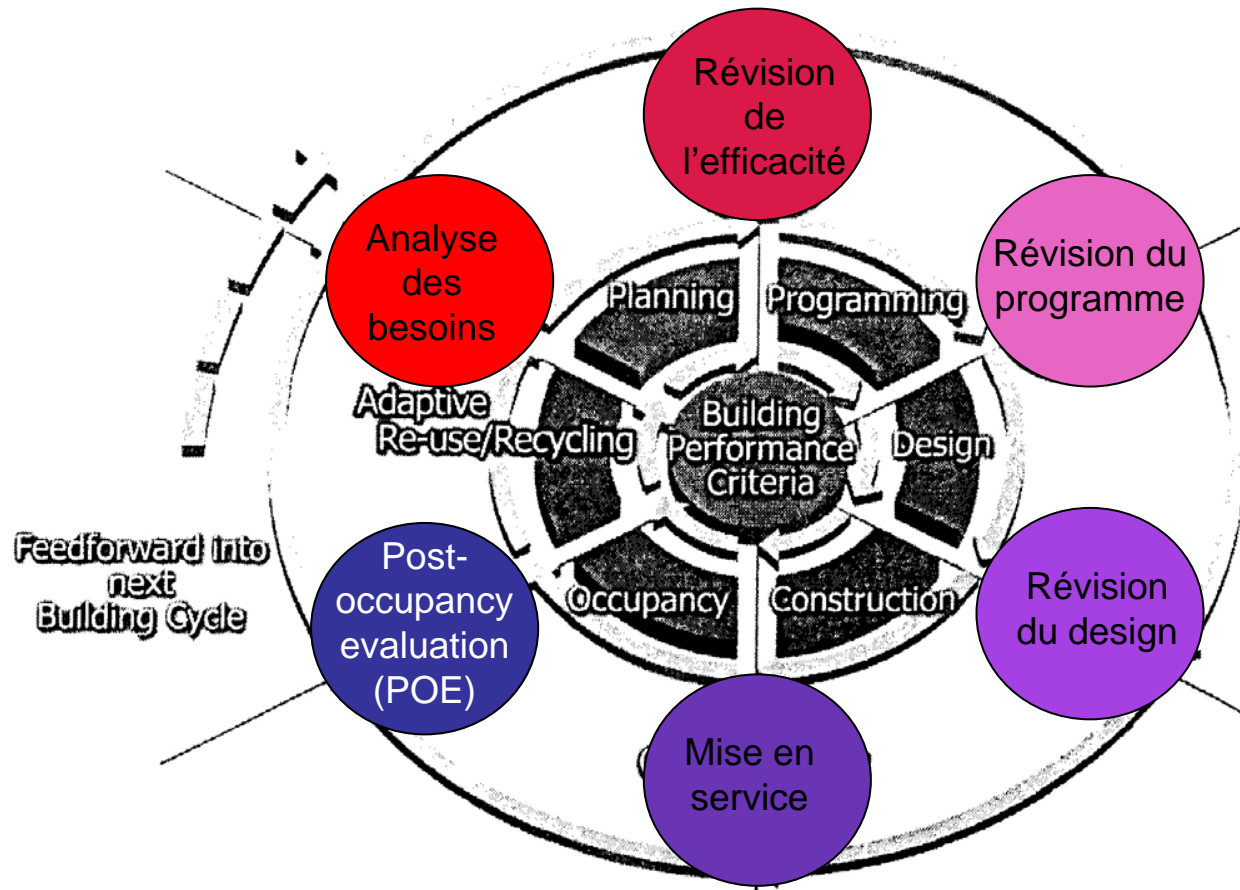 Révision
de
l'efficacité
Analyse
des
besoins
Révision du
programme
Planning
Programming
Adaptive
Re-use/Recycling
Building
Performance
Criteria
Design
Feedforward into
next
Building Cycle
Post-
occupancy
evaluation
(POE)
Occupancy
Construction
Révision
du design
Mise en
service